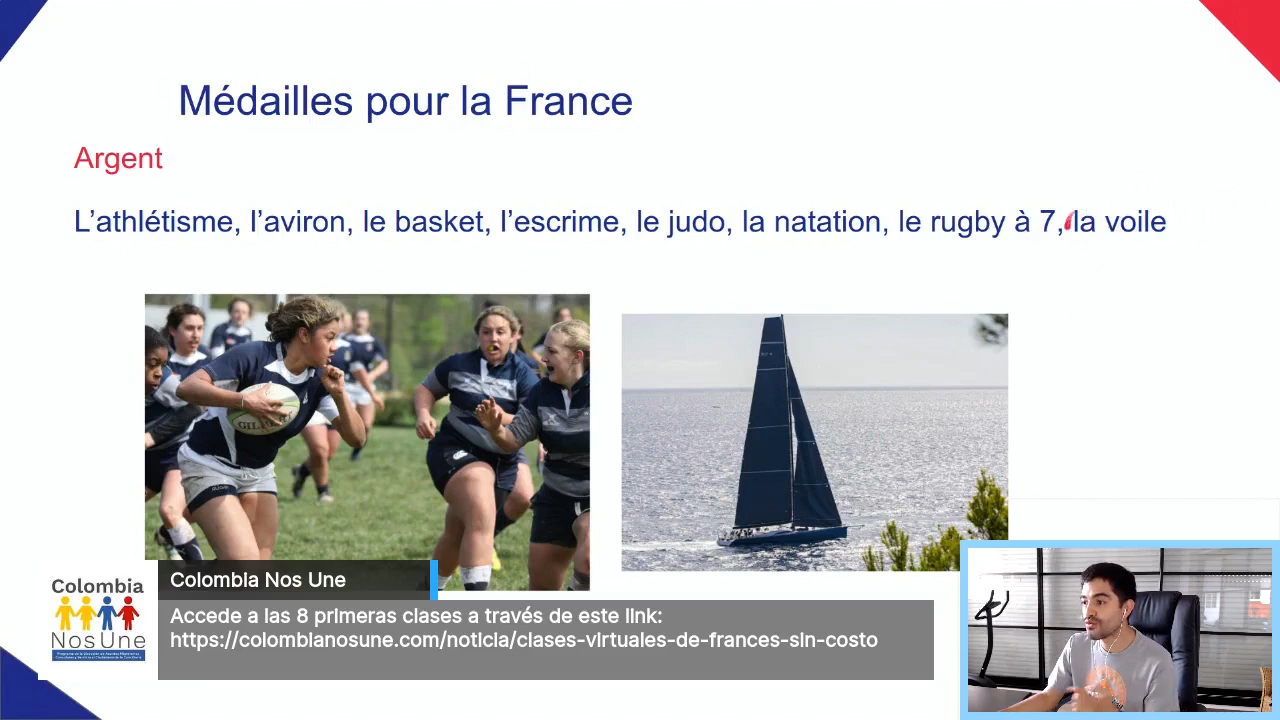 Médailles pour la France
Argent
L’athlétisme, l’aviron, le basket, l’escrime, le judo, la natation, le rugby à 7, la voile
Colombia
Nos Une
Colombia Nos Une
Accede a las 8 primeras clases a través de este link:
https://colombianosune.com/noticia/clases-virtuales-de-frances-sin-costo